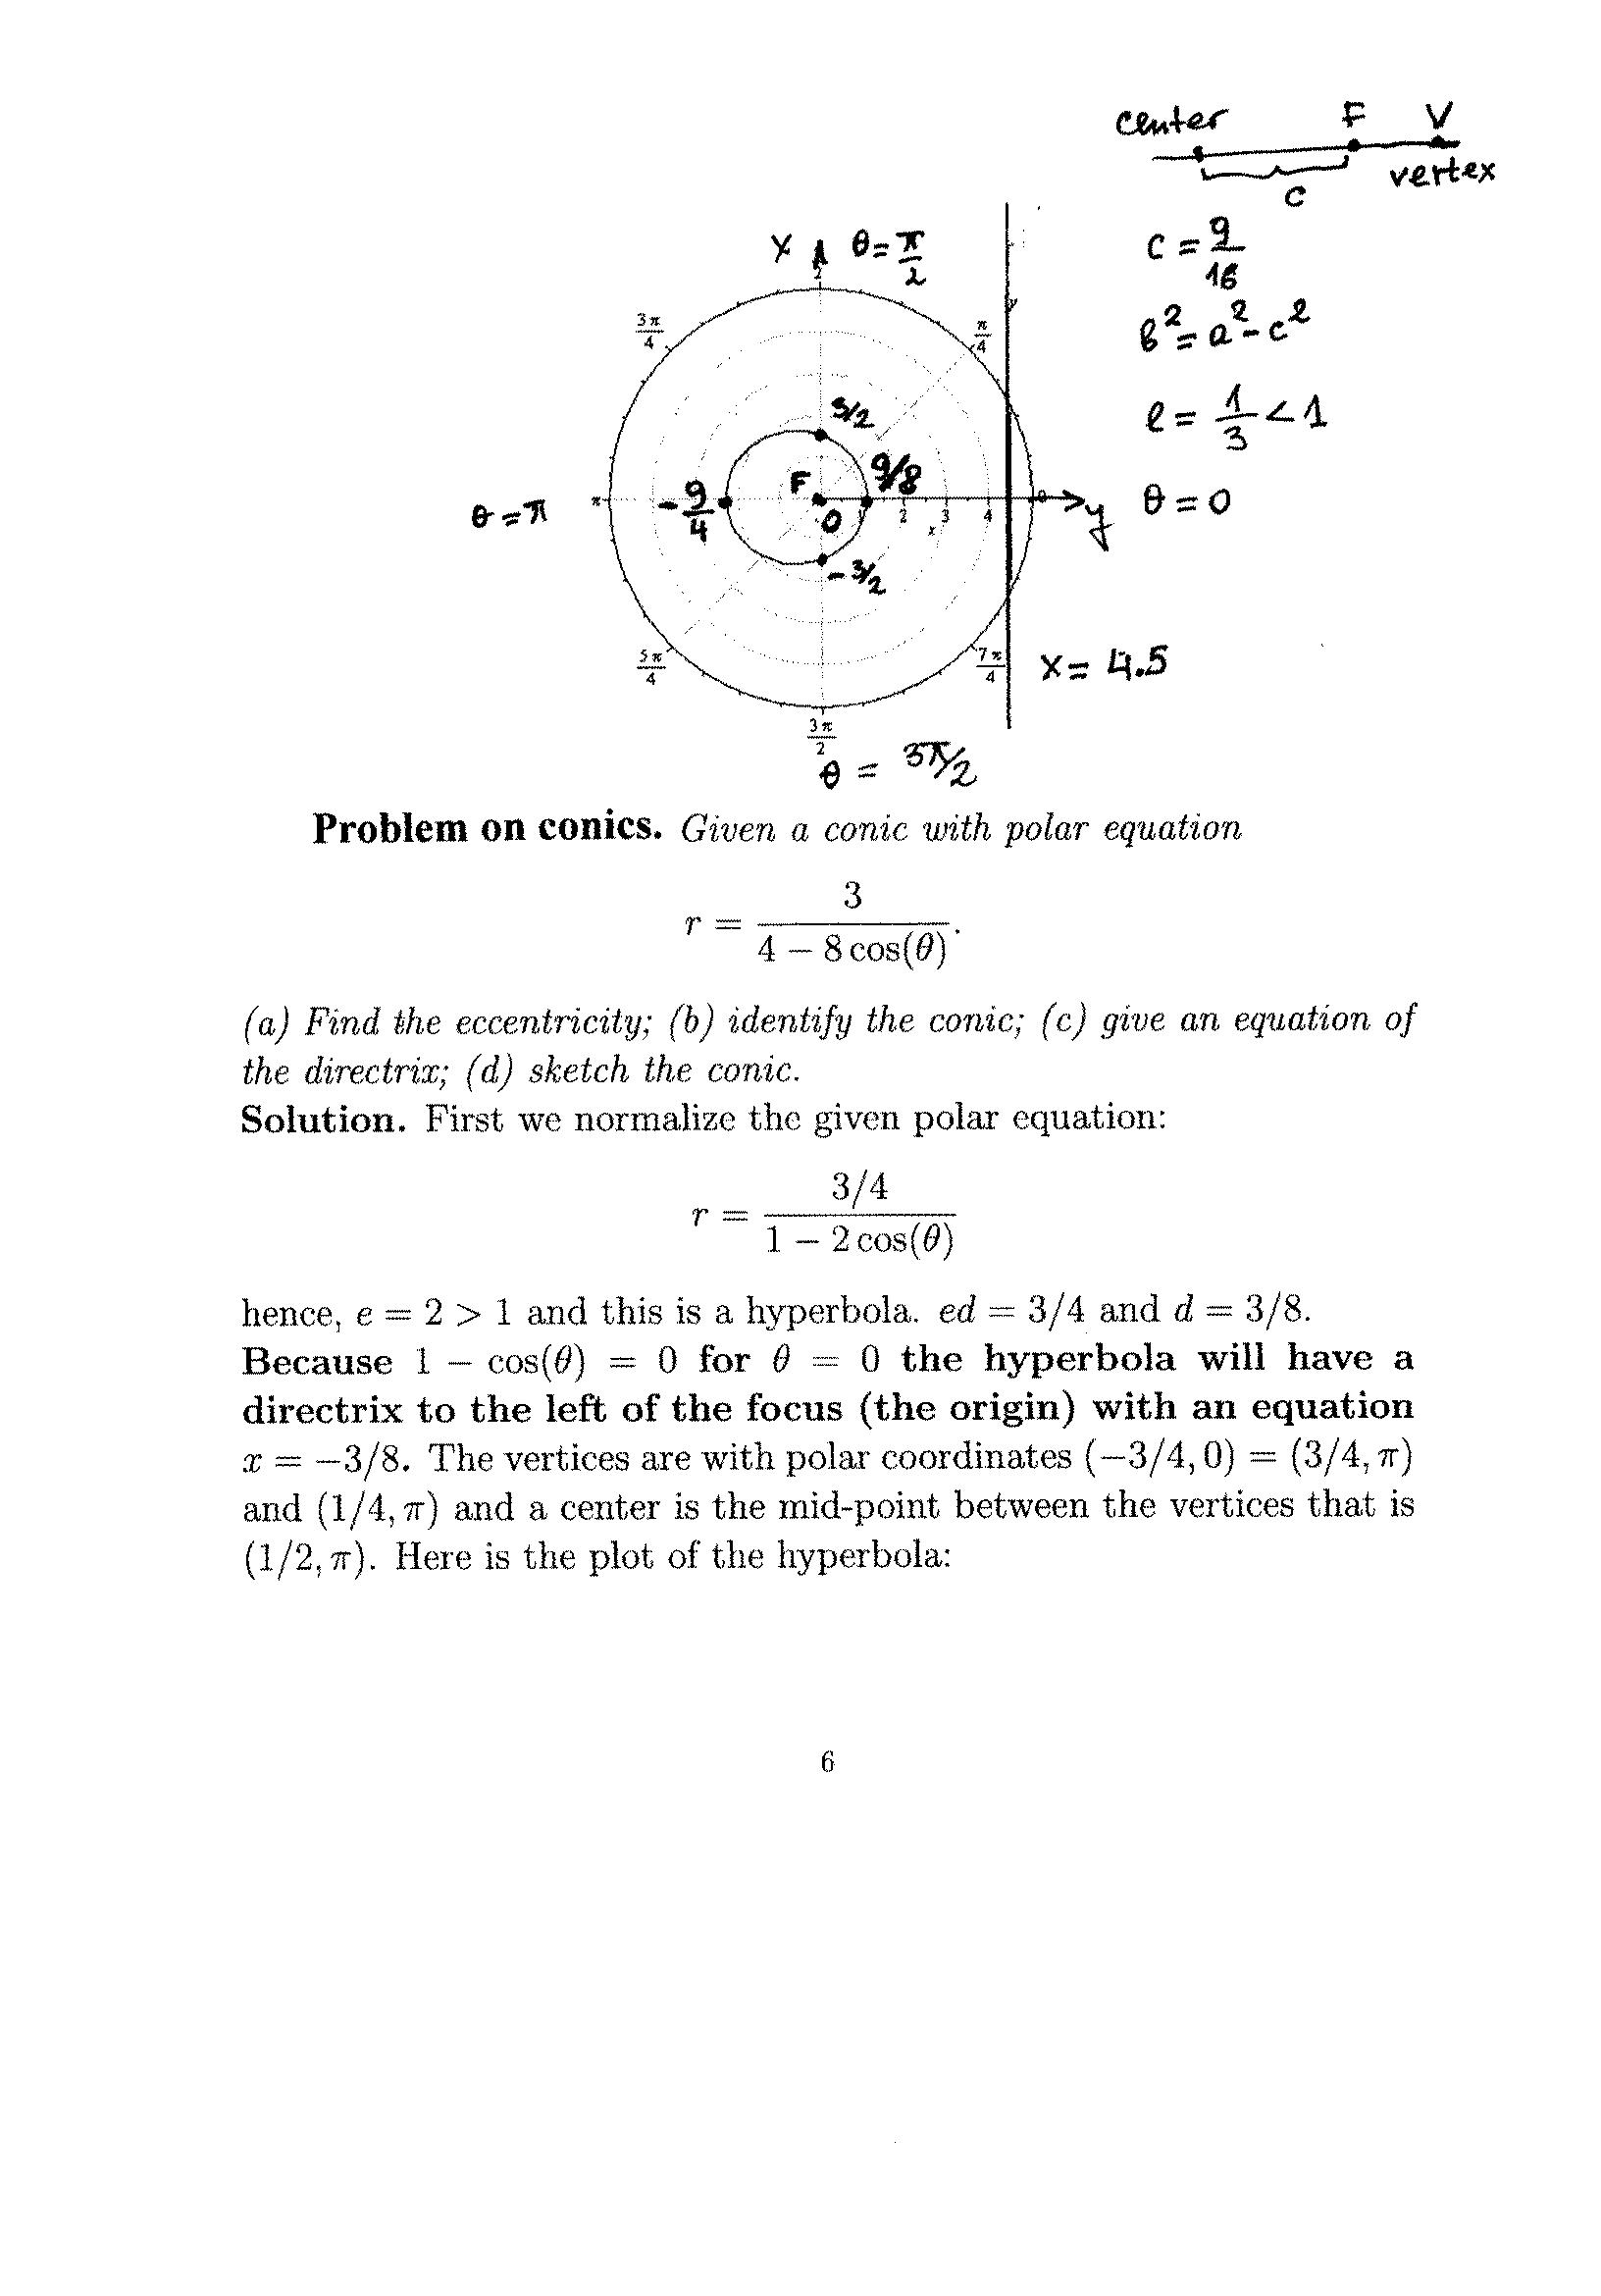 center F V
vertex
c
c = 9/16
X θ = π/2
2
b² = a² - c²
3π/4 π/4
y
e = 1/3 < 1
3/2
9/8
F
θ = π π -9/4 0 1 2 3 4 0 y θ = 0
x
-3/2
5π/4 7π/4 x = 4.5
3π/2
θ = 3π/2
Problem on conics. Given a conic with polar equation
r = 3/(4 − 8 cos(θ)).
(a) Find the eccentricity; (b) identify the conic; (c) give an equation of
the directrix; (d) sketch the conic.
Solution. First we normalize the given polar equation:
r = (3/4)/(1 − 2 cos(θ))
hence, e = 2 > 1 and this is a hyperbola. ed = 3/4 and d = 3/8.
Because 1 − cos(θ) = 0 for θ = 0 the hyperbola will have a
directrix to the left of the focus (the origin) with an equation
x = −3/8. The vertices are with polar coordinates (−3/4, 0) = (3/4, π)
and (1/4, π) and a center is the mid-point between the vertices that is
(1/2, π). Here is the plot of the hyperbola:
6